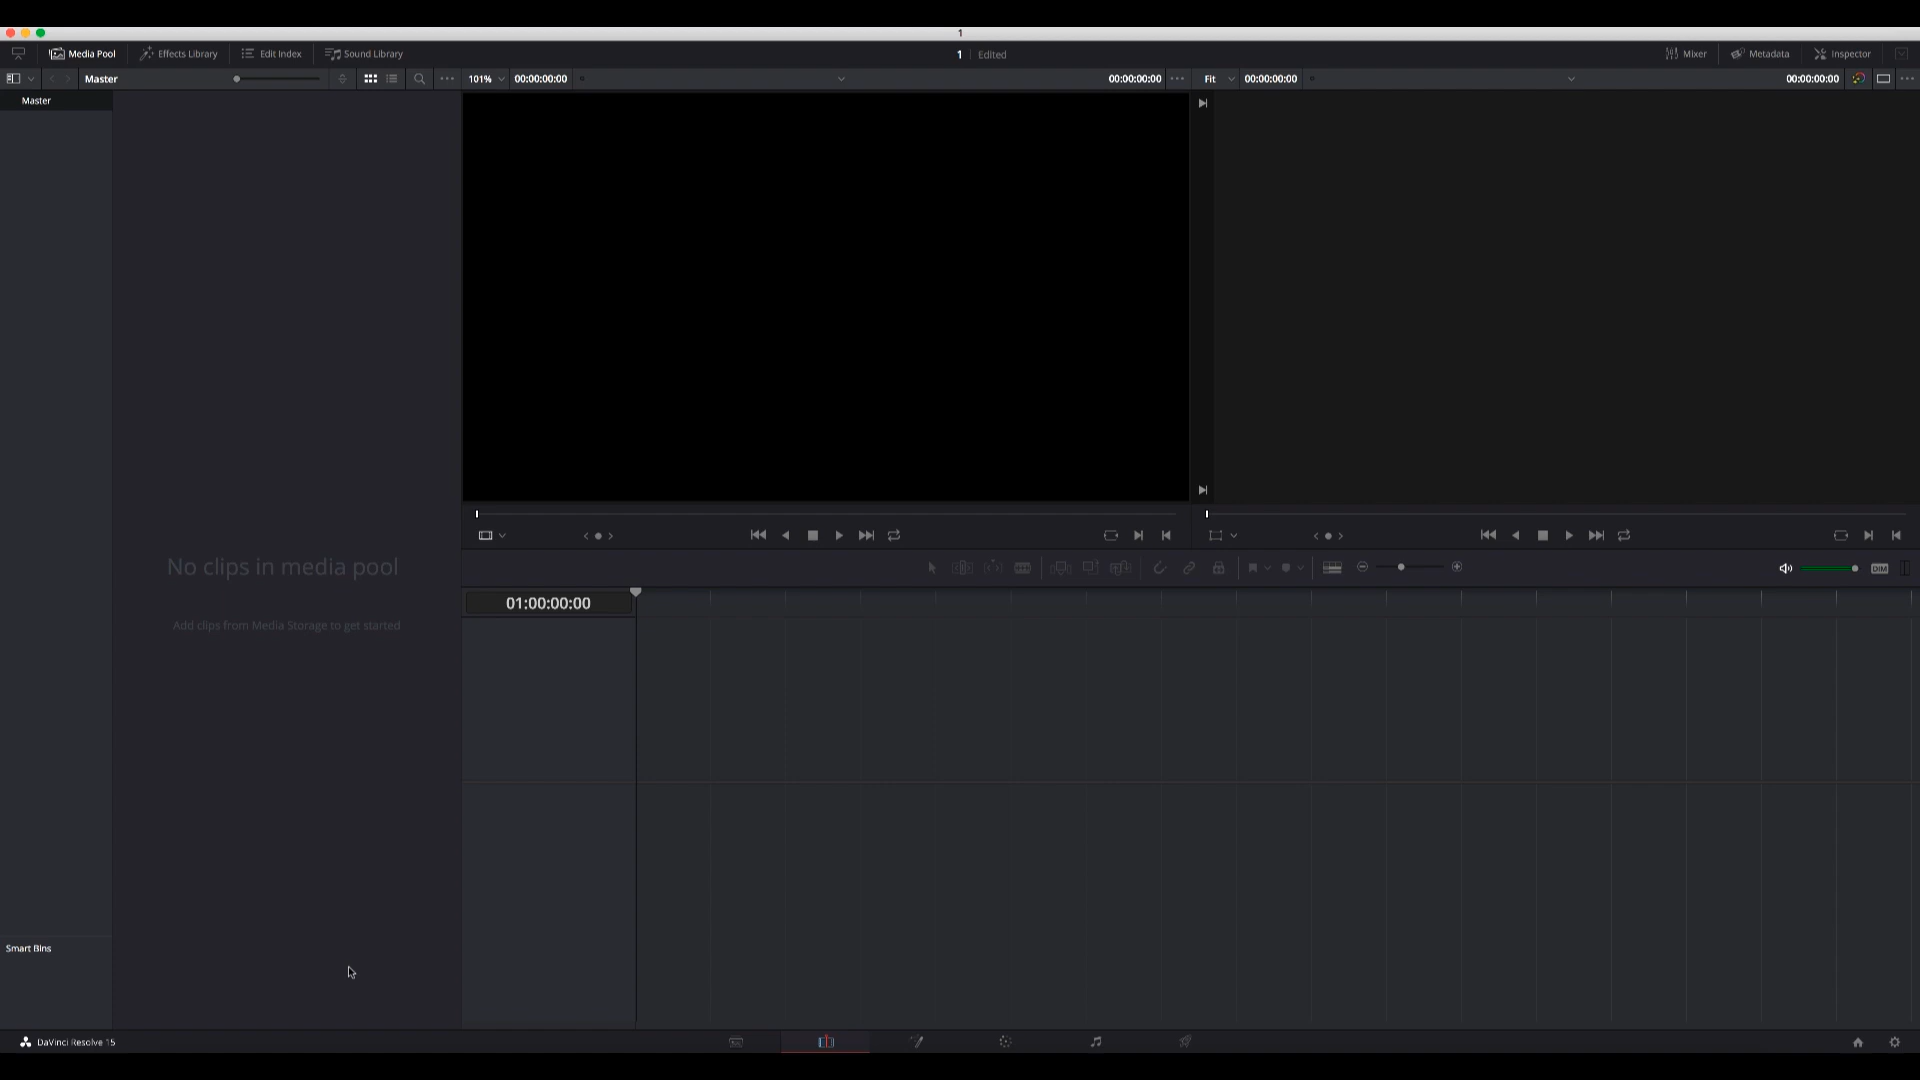 1
Media Pool
Effects Library
Edit Index
Sound Library
1
Edited
Mixer
Metadata
Inspector
Master
101%
00:00:00:00
00:00:00:00
Fit
00:00:00:00
00:00:00:00
Master
No clips in media pool
Add clips from Media Storage to get started
DIM
01:00:00:00
Smart Bins
DaVinci Resolve 15